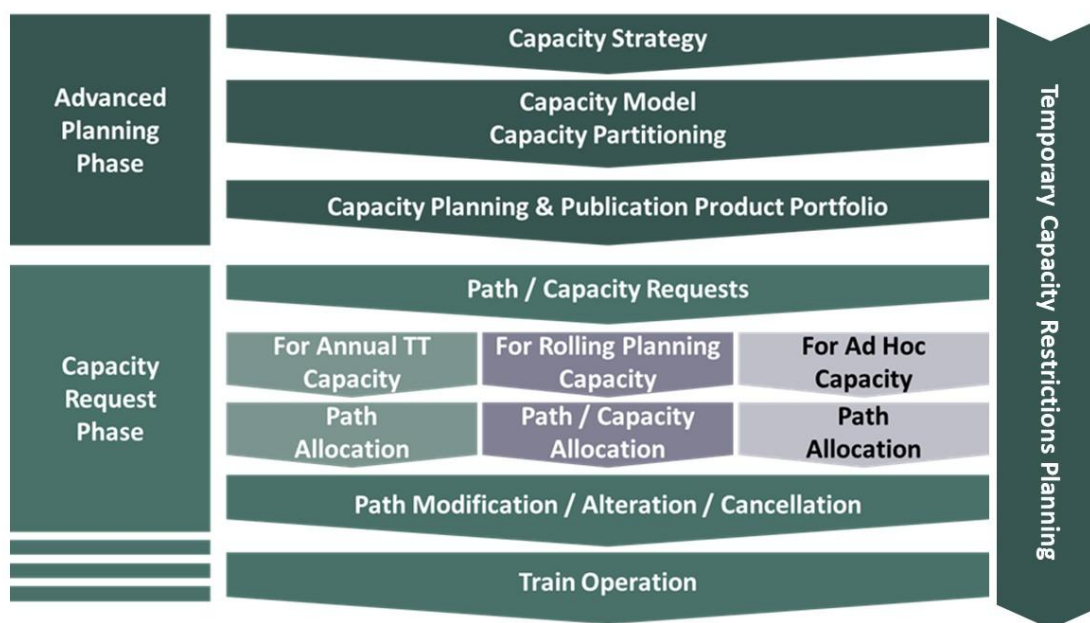 Advanced
Planning
Phase
Capacity Strategy
Capacity Model
Capacity Partitioning
Capacity Planning & Publication Product Portfolio
Capacity
Request
Phase
Path / Capacity Requests
For Annual TT
Capacity
For Rolling Planning
Capacity
For Ad Hoc
Capacity
Path
Allocation
Path / Capacity
Allocation
Path
Allocation
Path Modification / Alteration / Cancellation
Train Operation
Temporary Capacity Restrictions Planning